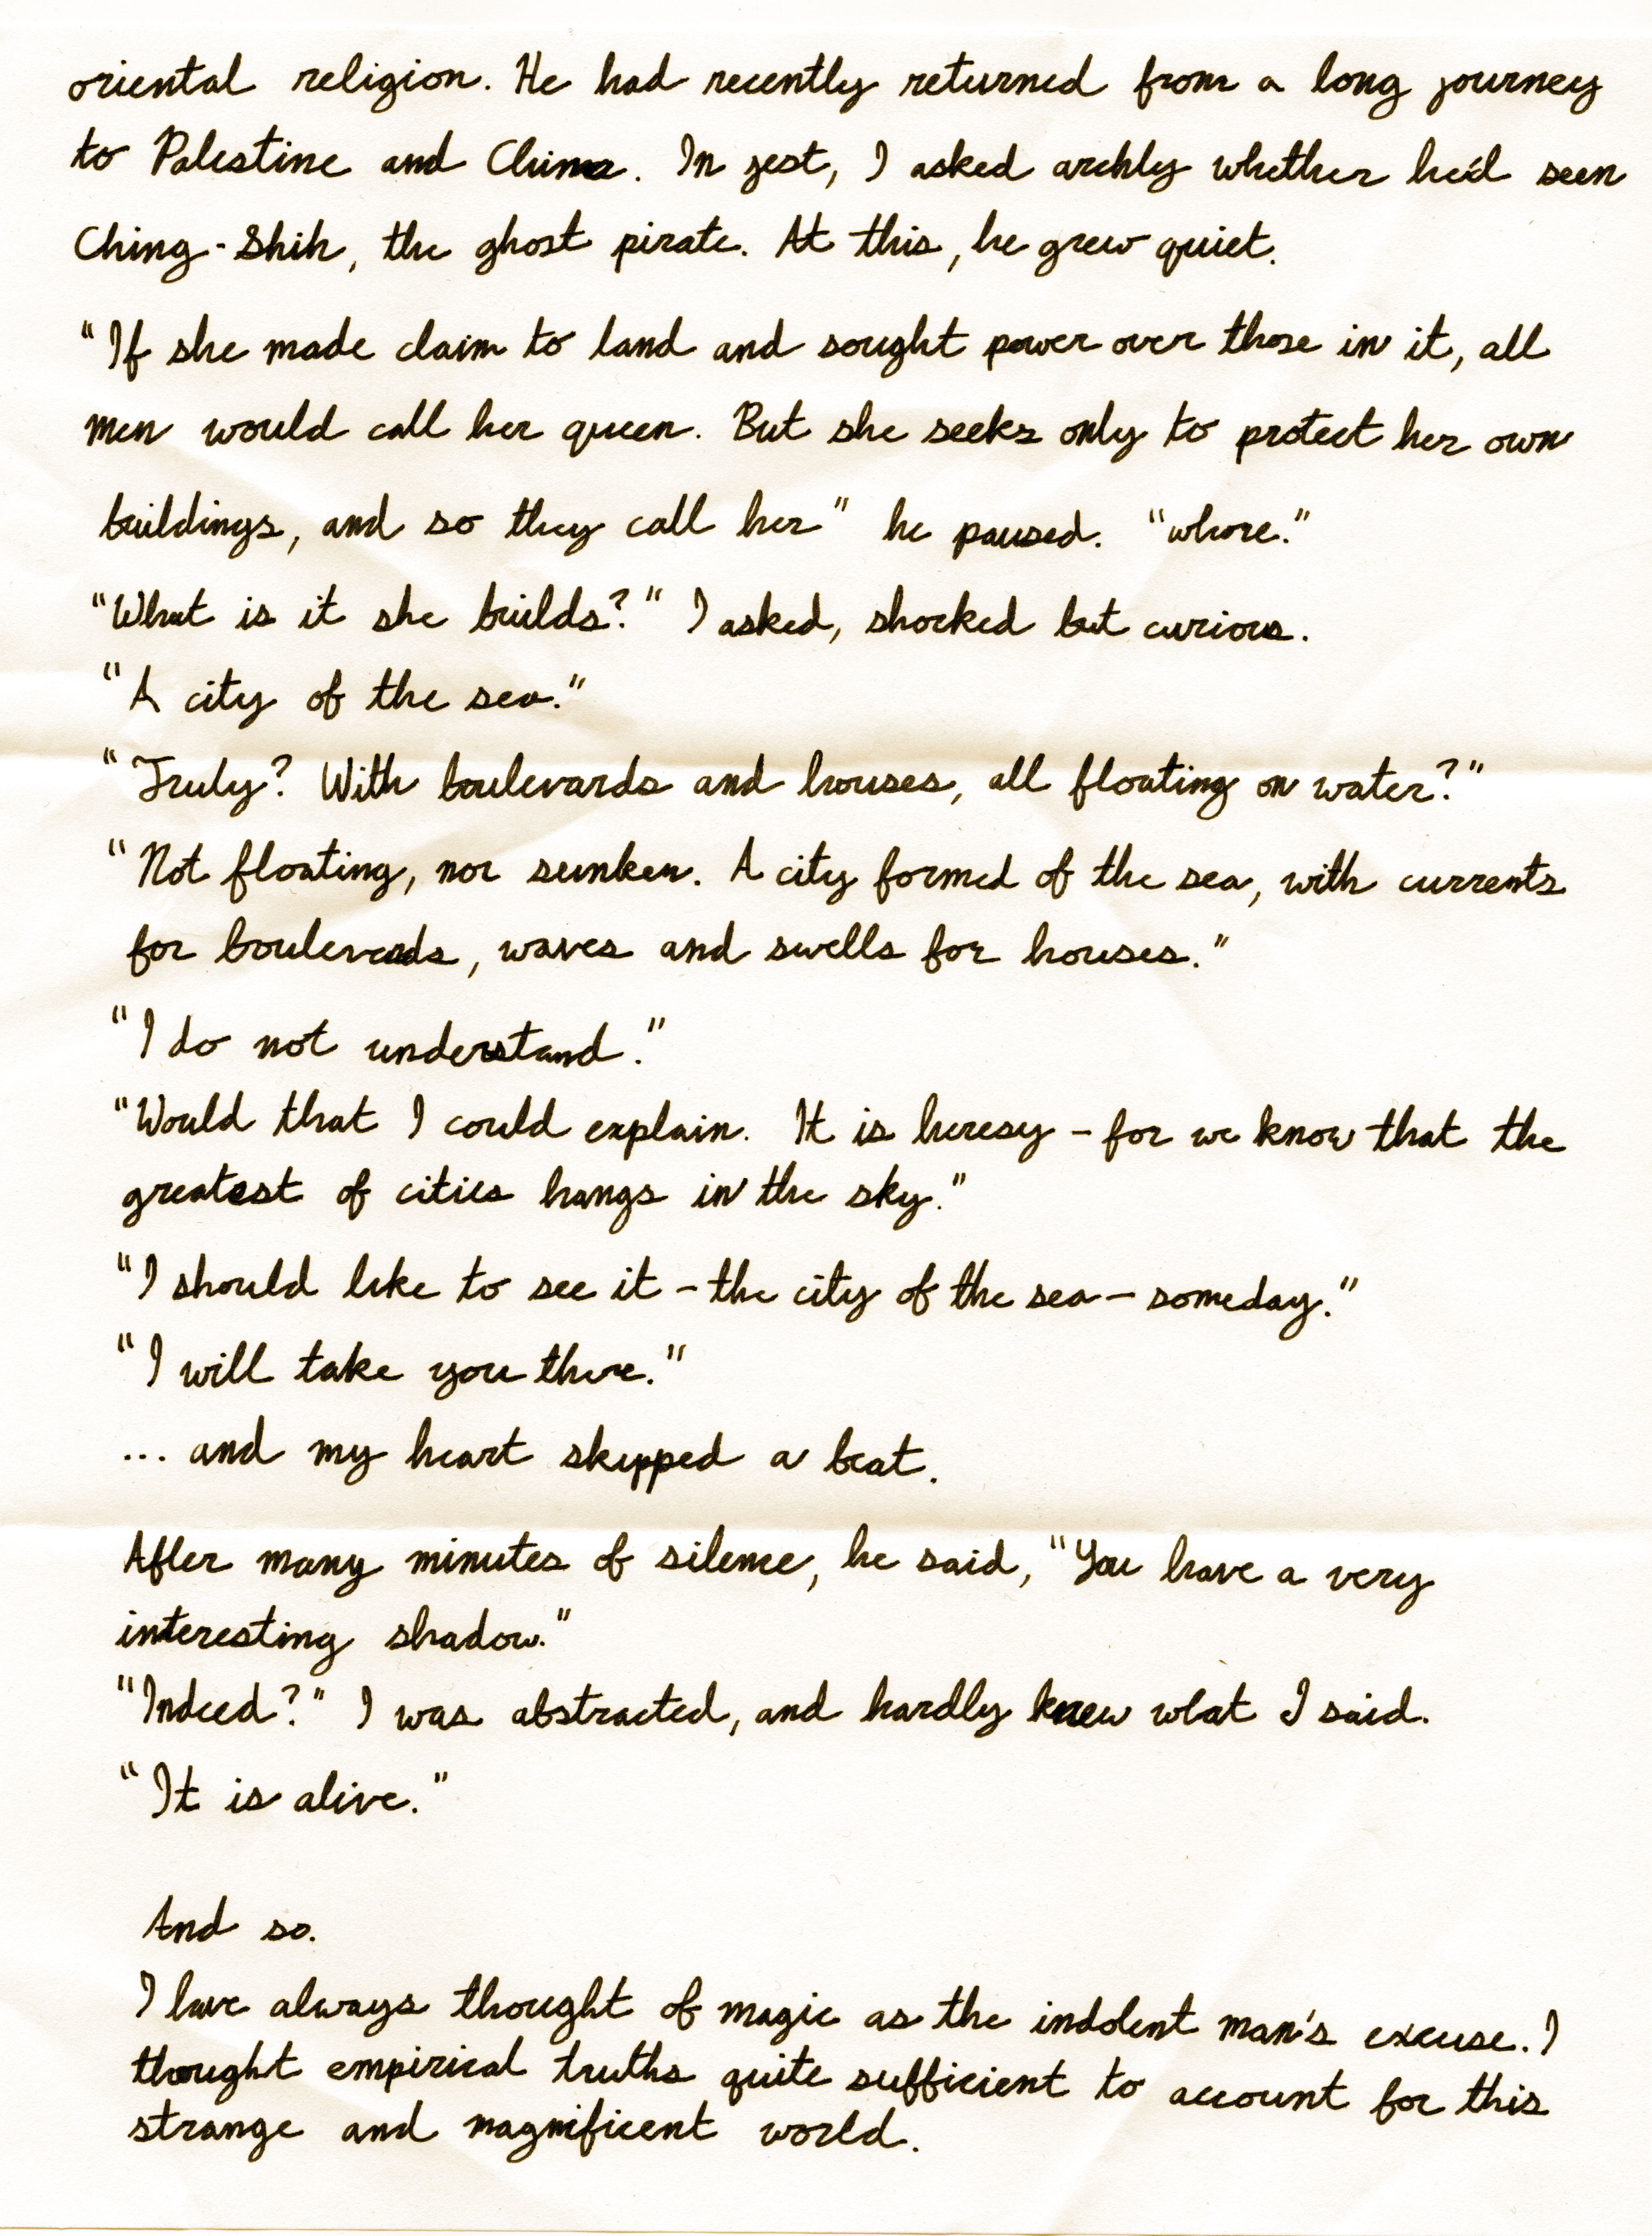 oriental religion. He had recently returned from a long journey
to Palestine and China. In jest, I asked archly whether he'd seen
Ching-Shih, the ghost pirate. At this, he grew quiet.
"If she made claim to land and sought power over those in it, all
men would call her queen. But she seeks only to protect her own
buildings, and so they call her" he paused. "whore."
"What is it she builds?" I asked, shocked but curious.
"A city of the sea."
"Truly? With boulevards and houses, all floating on water?"
"Not floating, nor sunken. A city formed of the sea, with currents
for boulevards, waves and swells for houses."
"I do not understand."
"Would that I could explain. It is heresy - for we know that the
greatest of cities hangs in the sky."
"I should like to see it - the city of the sea - someday."
"I will take you there."
... and my heart skipped a beat.
After many minutes of silence, he said, "You have a very
interesting shadow."
"Indeed?" I was abstracted, and hardly knew what I said.
"It is alive."
And so.
I have always thought of magic as the indolent man's excuse. I
thought empirical truths quite sufficient to account for this
strange and magnificent world.